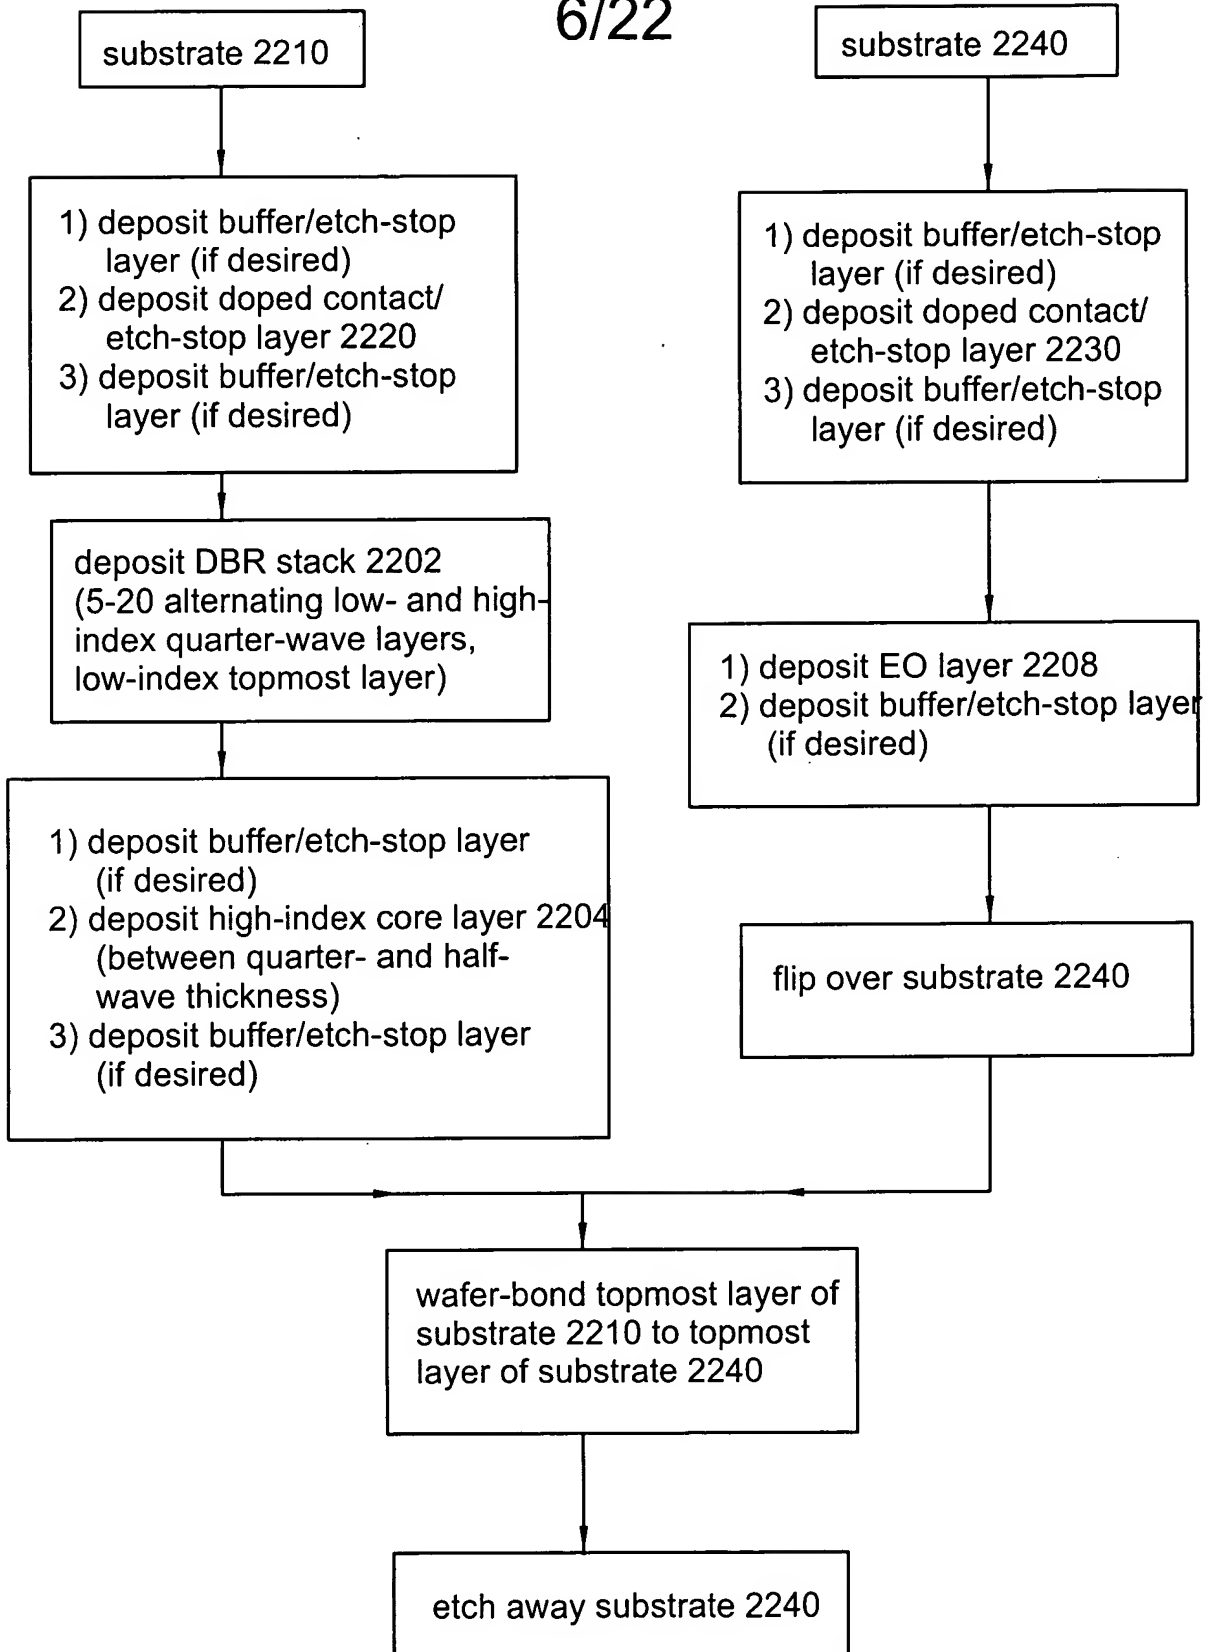 6/22
substrate 2210
1) deposit buffer/etch-stop
layer (if desired)
2) deposit doped contact/
etch-stop layer 2220
3) deposit buffer/etch-stop
layer (if desired)
deposit DBR stack 2202
(5-20 alternating low- and high-
index quarter-wave layers,
low-index topmost layer)
1) deposit buffer/etch-stop layer
(if desired)
2) deposit high-index core layer 2204
(between quarter- and half-
wave thickness)
3) deposit buffer/etch-stop layer
(if desired)
substrate 2240
1) deposit buffer/etch-stop
layer (if desired)
2) deposit doped contact/
etch-stop layer 2230
3) deposit buffer/etch-stop
layer (if desired)
1) deposit EO layer 2208
2) deposit buffer/etch-stop layer
(if desired)
flip over substrate 2240
wafer-bond topmost layer of
substrate 2210 to topmost
layer of substrate 2240
etch away substrate 2240